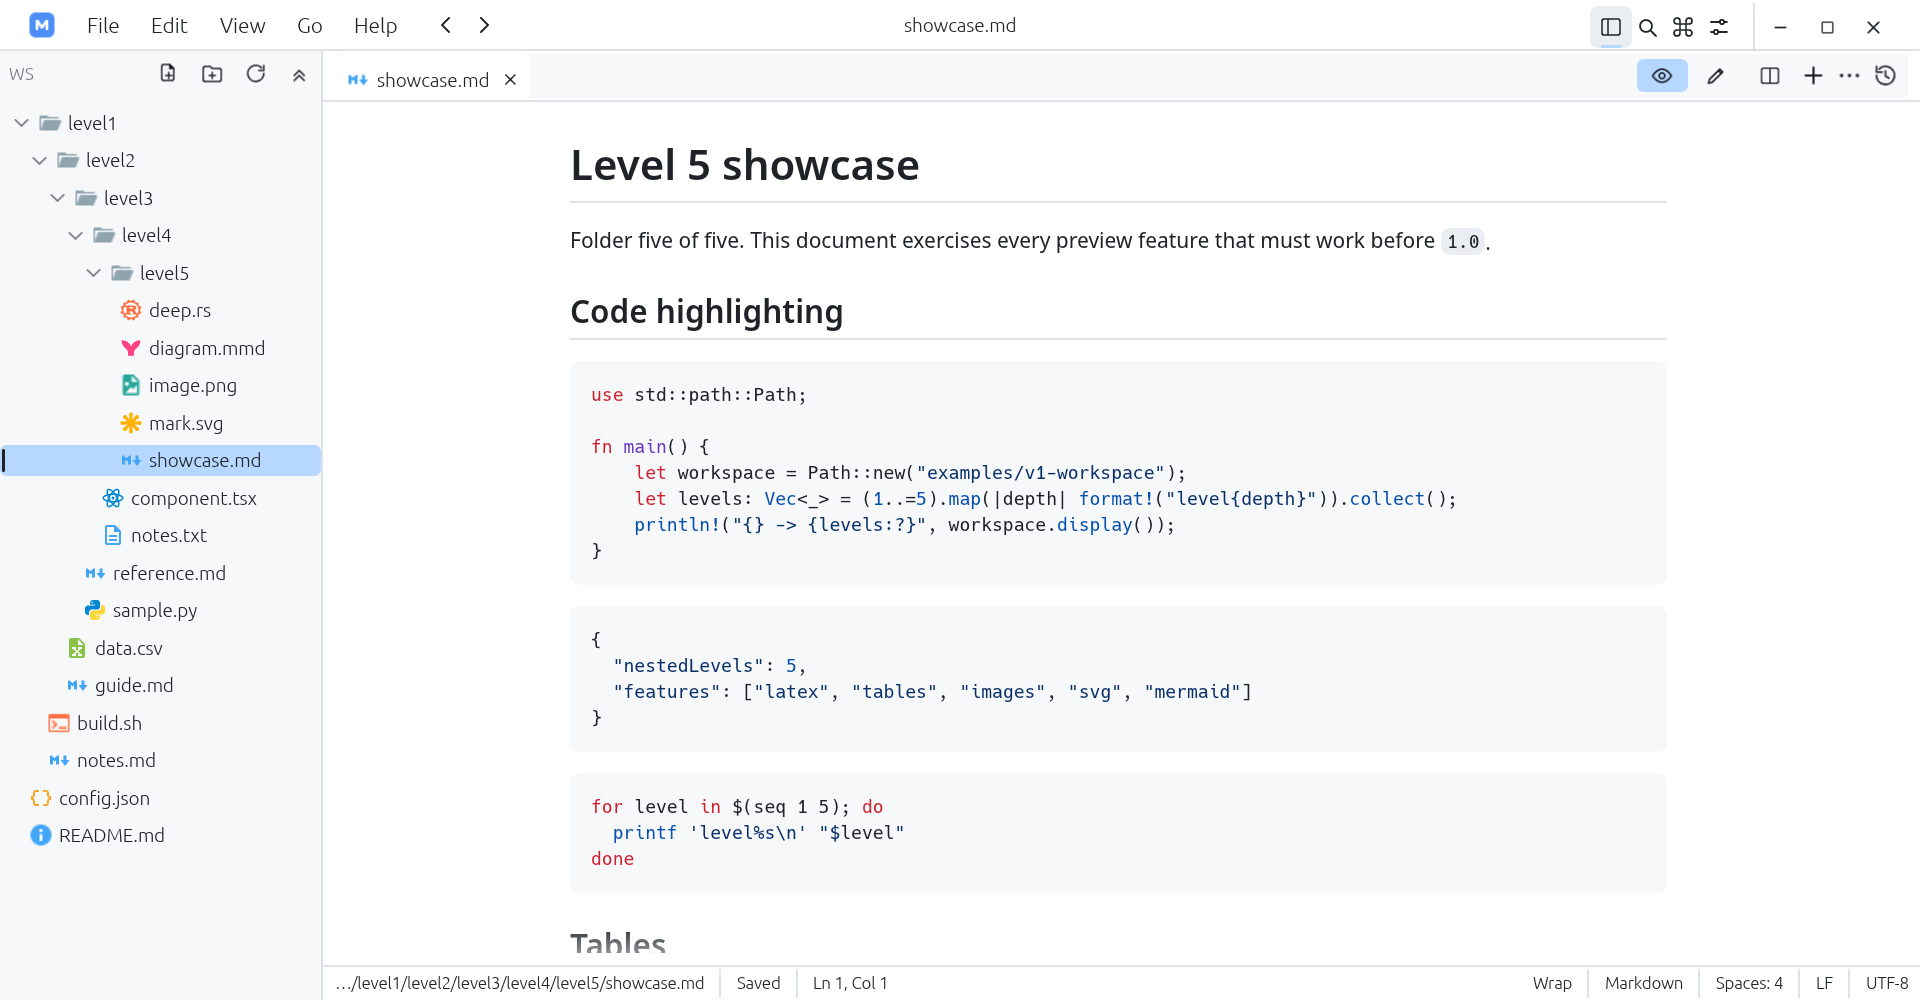 M File Edit View Go Help showcase.md
WS
showcase.md
level1
level2
level3
level4
level5
deep.rs
diagram.mmd
image.png
mark.svg
showcase.md
component.tsx
notes.txt
reference.md
sample.py
data.csv
guide.md
build.sh
notes.md
config.json
README.md
Level 5 showcase
Folder five of five. This document exercises every preview feature that must work before 1.0.
Code highlighting
use std::path::Path;
fn main() {
    let workspace = Path::new("examples/v1-workspace");
    let levels: Vec<_> = (1..=5).map(|depth| format!("level{depth}")).collect();
    println!("{} -> {levels:?}", workspace.display());
}
{
  "nestedLevels": 5,
  "features": ["latex", "tables", "images", "svg", "mermaid"]
}
for level in $(seq 1 5); do
  printf 'level%s\n' "$level"
done
Tables
…/level1/level2/level3/level4/level5/showcase.md Saved Ln 1, Col 1 Wrap Markdown Spaces: 4 LF UTF-8